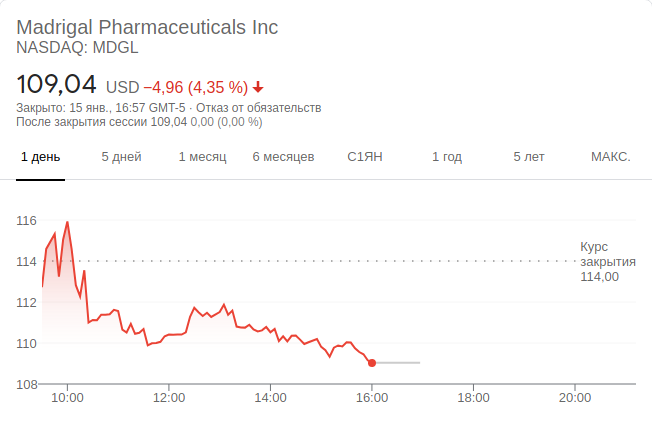 Madrigal Pharmaceuticals Inc
NASDAQ: MDGL
109,04 USD −4,96 (4,35 %)
Закрыто: 15 янв., 16:57 GMT-5 · Отказ от обязательств
После закрытия сессии 109,04 0,00 (0,00 %)
1 день 5 дней 1 месяц 6 месяцев С1ЯН 1 год 5 лет МАКС.
116
Курс
114 закрытия
114,00
112
110
108
10:00 12:00 14:00 16:00 18:00 20:00